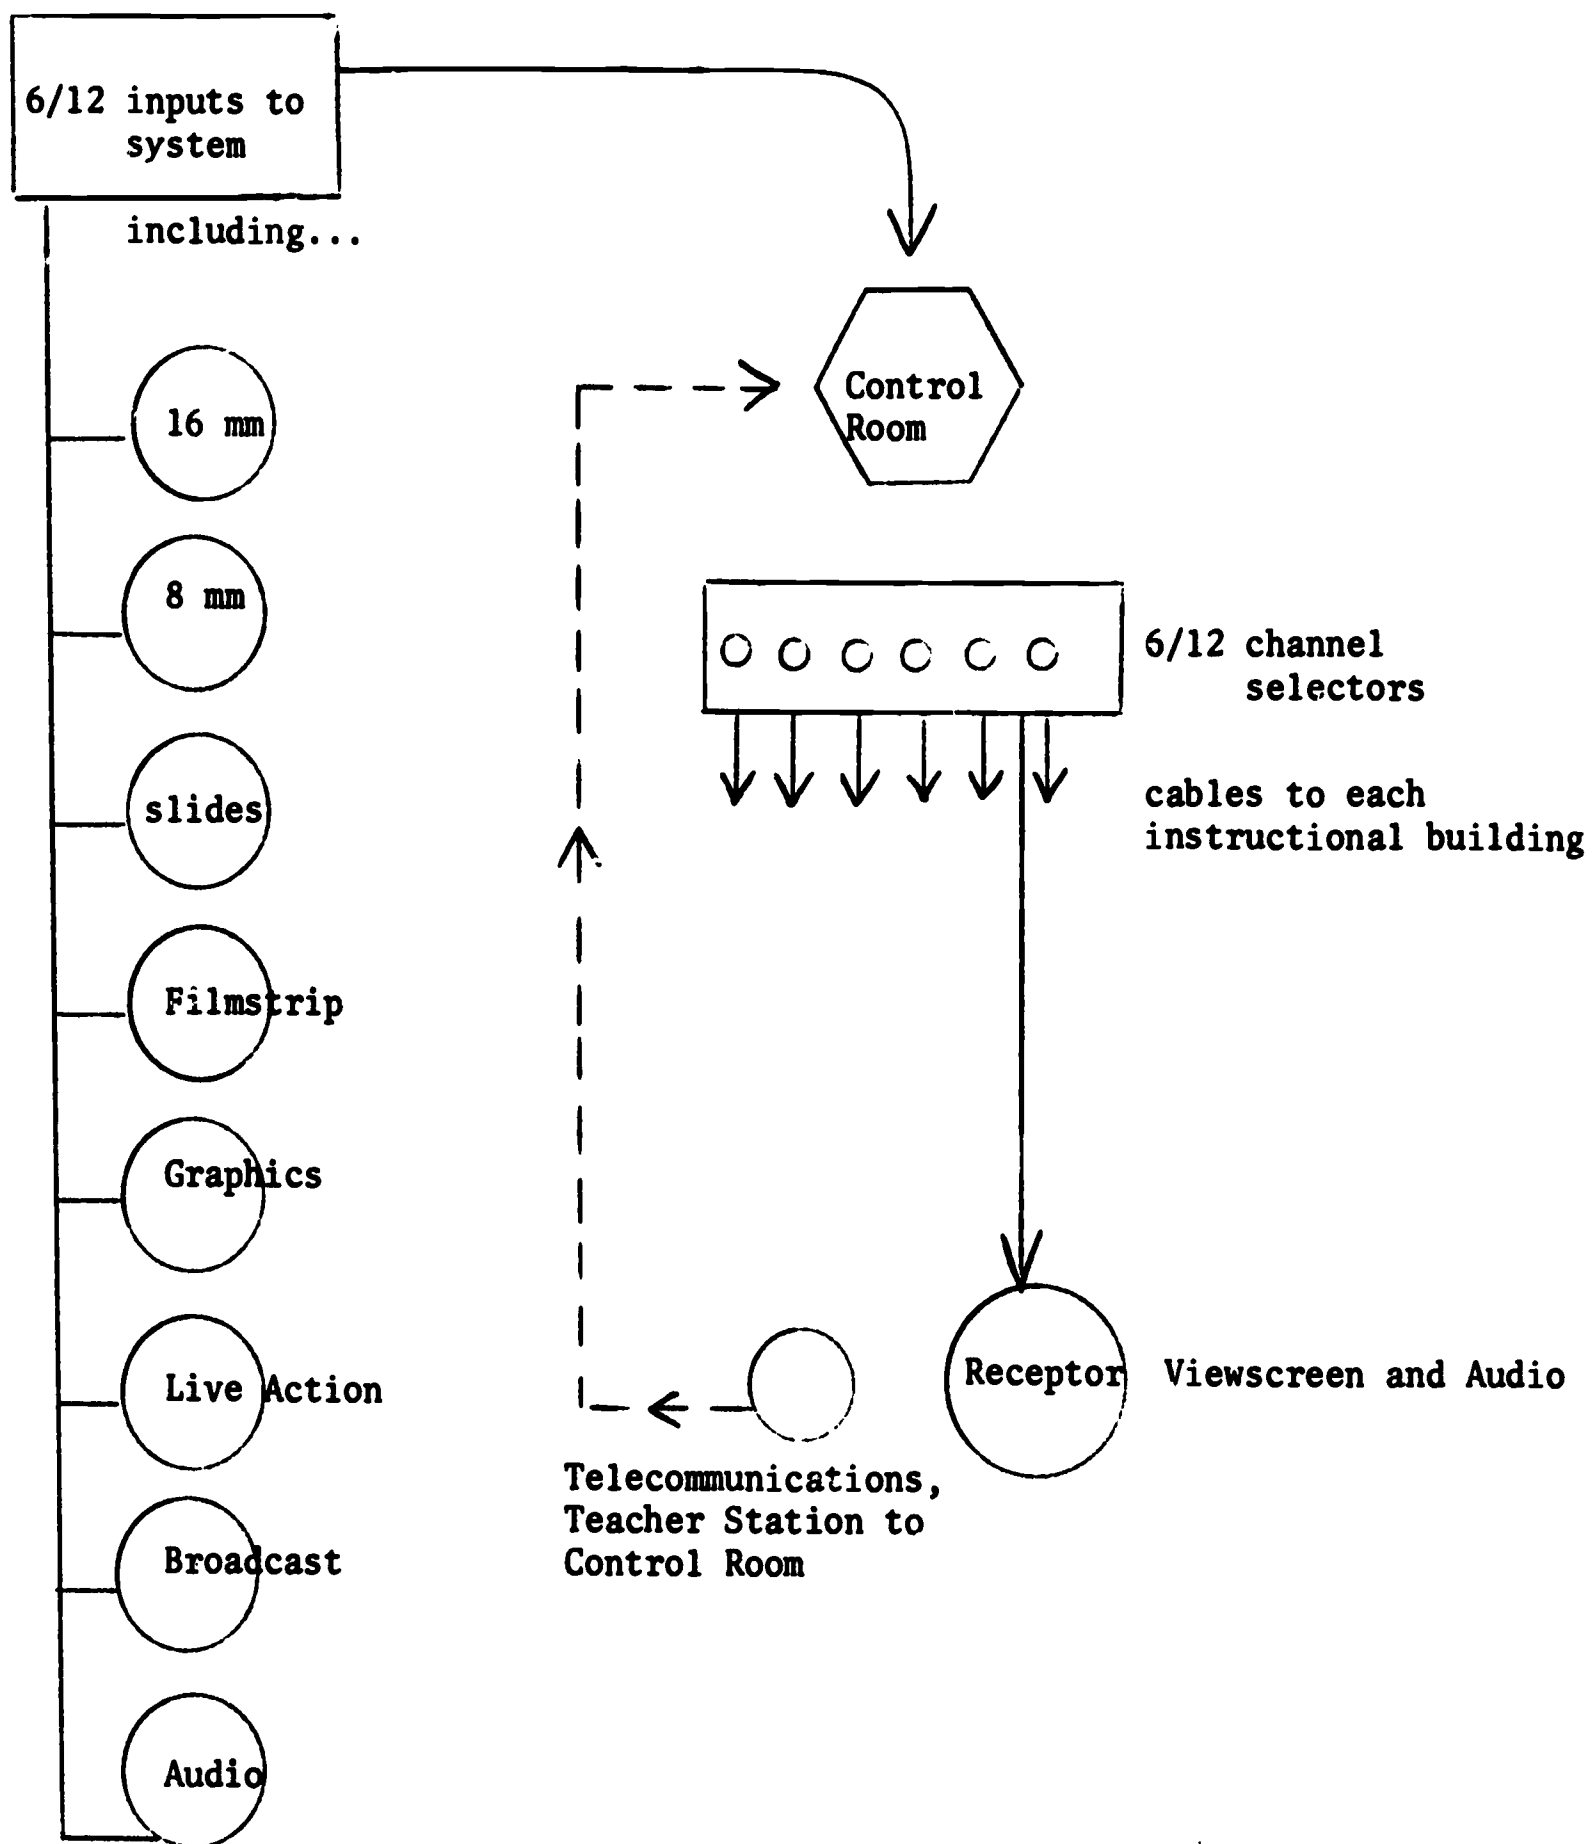 6/12 inputs to
system
including...
16 mm
8 mm
slides
Filmstrip
Graphics
Live Action
Broadcast
Audio
Control
Room
6/12 channel
selectors
cables to each
instructional building
Receptor
Viewscreen and Audio
Telecommunications,
Teacher Station to
Control Room